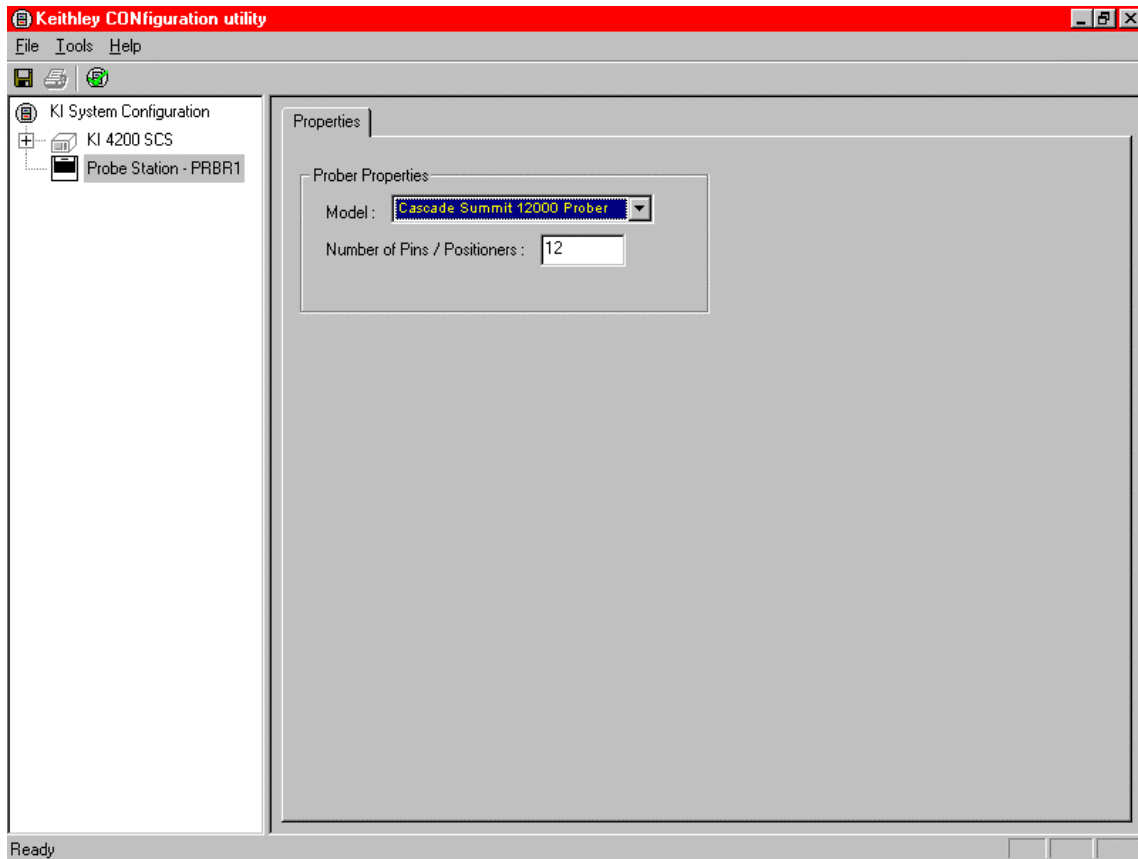 Keithley CONfiguration utility
File Tools Help
KI System Configuration
KI 4200 SCS
Probe Station - PRBR1
Properties
Prober Properties
Model :
Cascade Summit 12000 Prober
Number of Pins / Positioners :
12
Ready